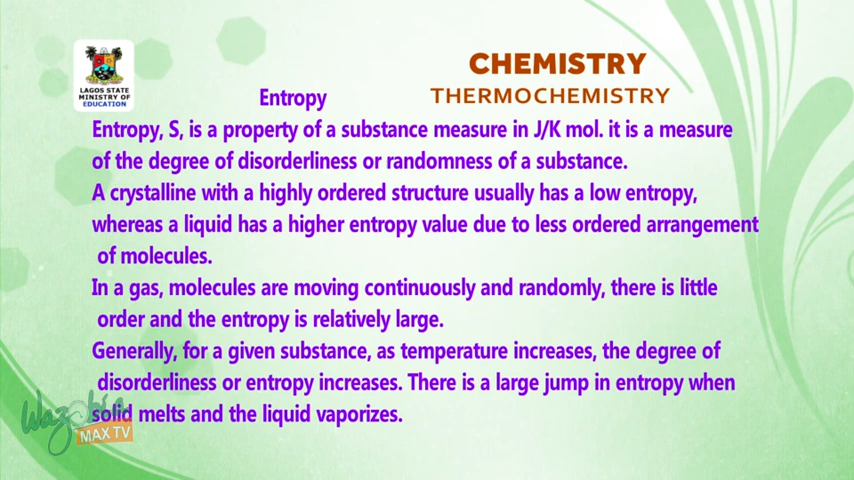 CHEMISTRY
THERMOCHEMISTRY
LAGOS STATE
MINISTRY OF
EDUCATION
Entropy
Entropy, S, is a property of a substance measure in J/K mol. it is a measure
of the degree of disorderliness or randomness of a substance.
A crystalline with a highly ordered structure usually has a low entropy,
whereas a liquid has a higher entropy value due to less ordered arrangement
of molecules.
In a gas, molecules are moving continuously and randomly, there is little
order and the entropy is relatively large.
Generally, for a given substance, as temperature increases, the degree of
disorderliness or entropy increases. There is a large jump in entropy when
solid melts and the liquid vaporizes.
Wazobia
MAX TV